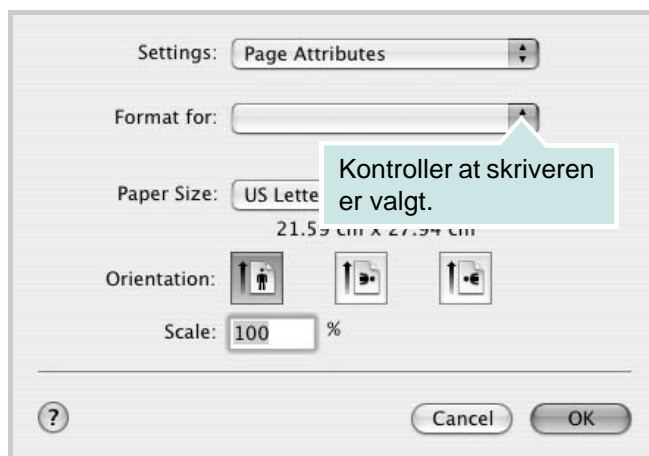 Settings: Page Attributes
Format for:
Kontroller at skriveren
er valgt.
Paper Size: US Lette
21.59 cm x 27.94 cm
Orientation:
Scale: 100 %
? Cancel OK